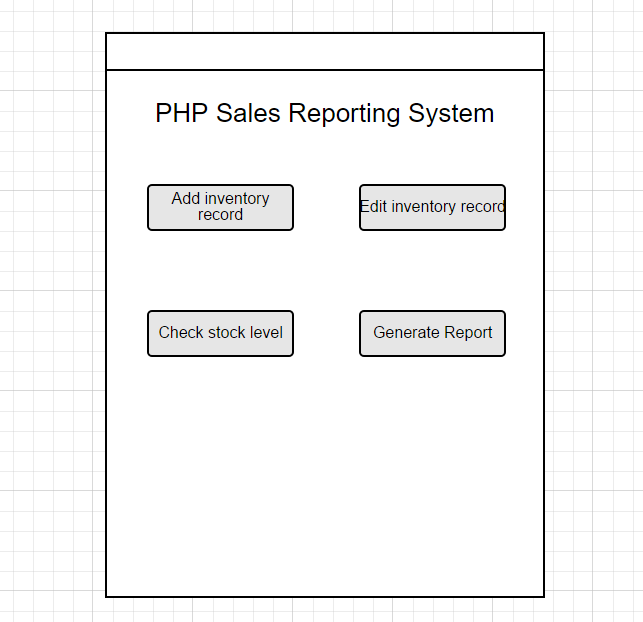 PHP Sales Reporting System
Add inventory
record
Edit inventory record
Check stock level
Generate Report